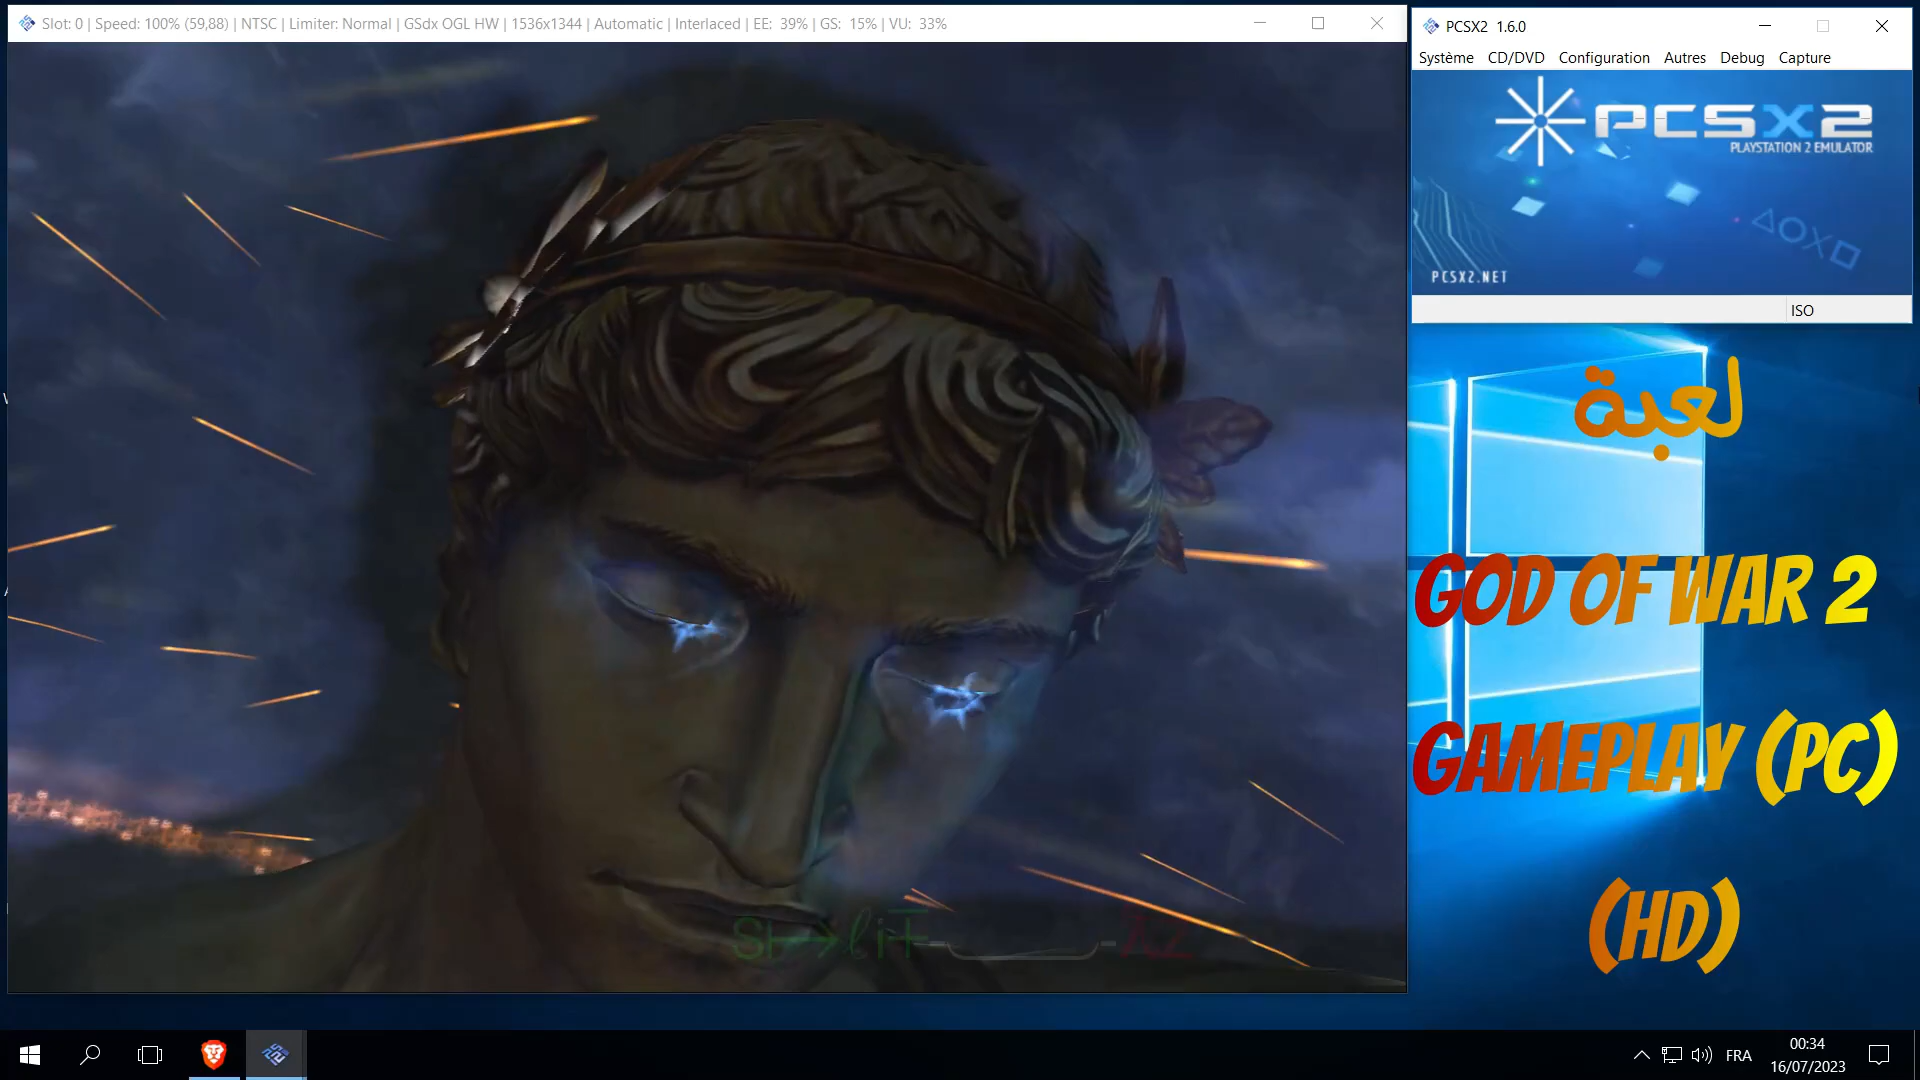 Slot: 0 | Speed: 100% (59,88) | NTSC | Limiter: Normal | GSdx OGL HW | 1536x1344 | Automatic | Interlaced | EE: 39% | GS: 15% | VU: 33%
PCSX2 1.6.0
Système CD/DVD Configuration Autres Debug Capture
PCSX2
PLAYSTATION 2 EMULATOR
PCSX2.NET
ISO
لعبة
GOD OF WAR 2
GAMEPLAY (PC)
(HD)
FRA
00:34
16/07/2023